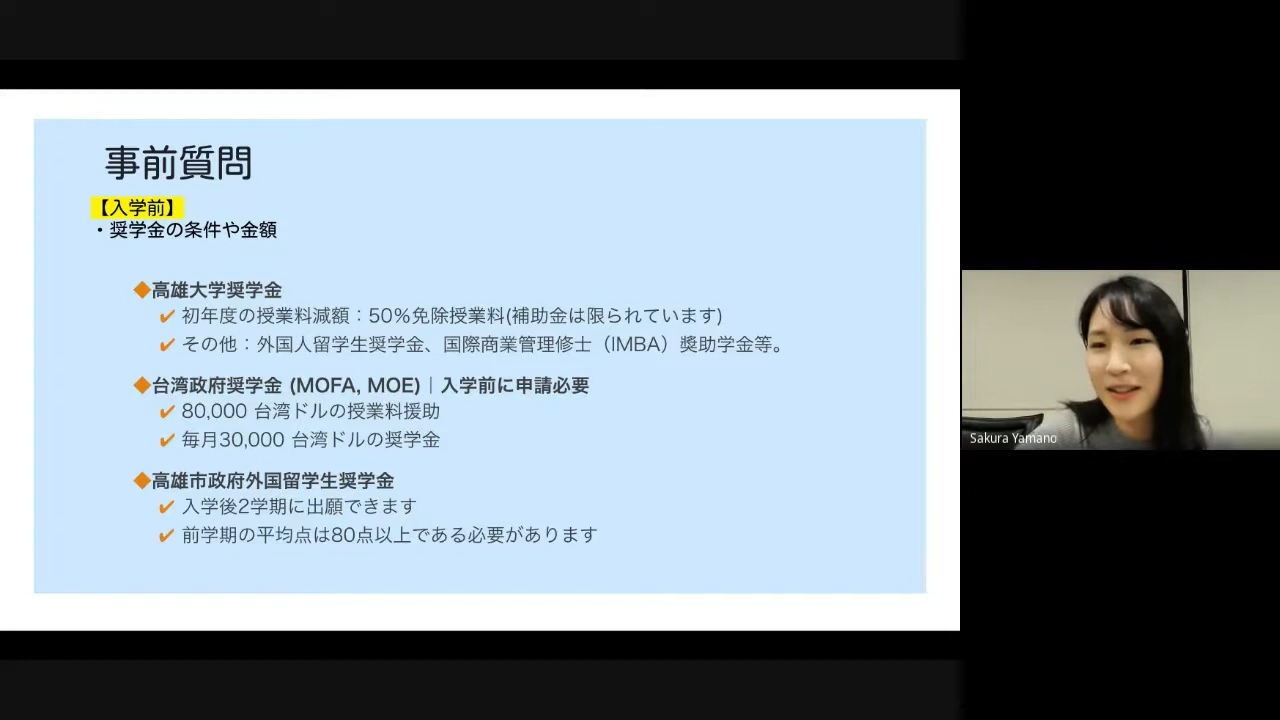 事前質問
【入学前】
・奨学金の条件や金額
◆高雄大学奨学金
✔ 初年度の授業料減額：50%免除授業料(補助金は限られています)
✔ その他：外国人留学生奨学金、国際商業管理修士（IMBA）獎助学金等。
◆台湾政府奨学金 (MOFA, MOE)｜入学前に申請必要
✔ 80,000 台湾ドルの授業料援助
✔ 毎月30,000 台湾ドルの奨学金
◆高雄市政府外国留学生奨学金
✔ 入学後2学期に出願できます
✔ 前学期の平均点は80点以上である必要があります
Sakura Yamano